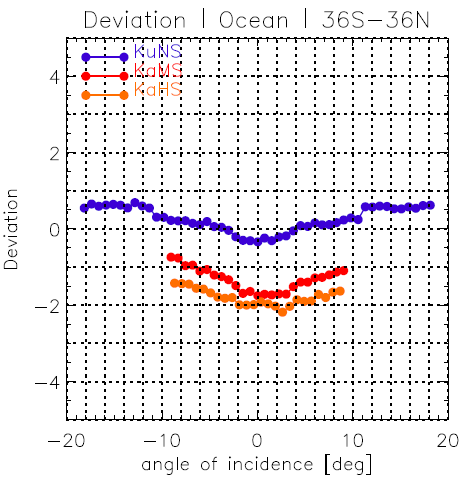 Deviation | Ocean | 36S-36N
KuNS
KaMS
KaHS
4
2
0
-2
-4
Deviation
-20 -10 0 10 20
angle of incidence [deg]